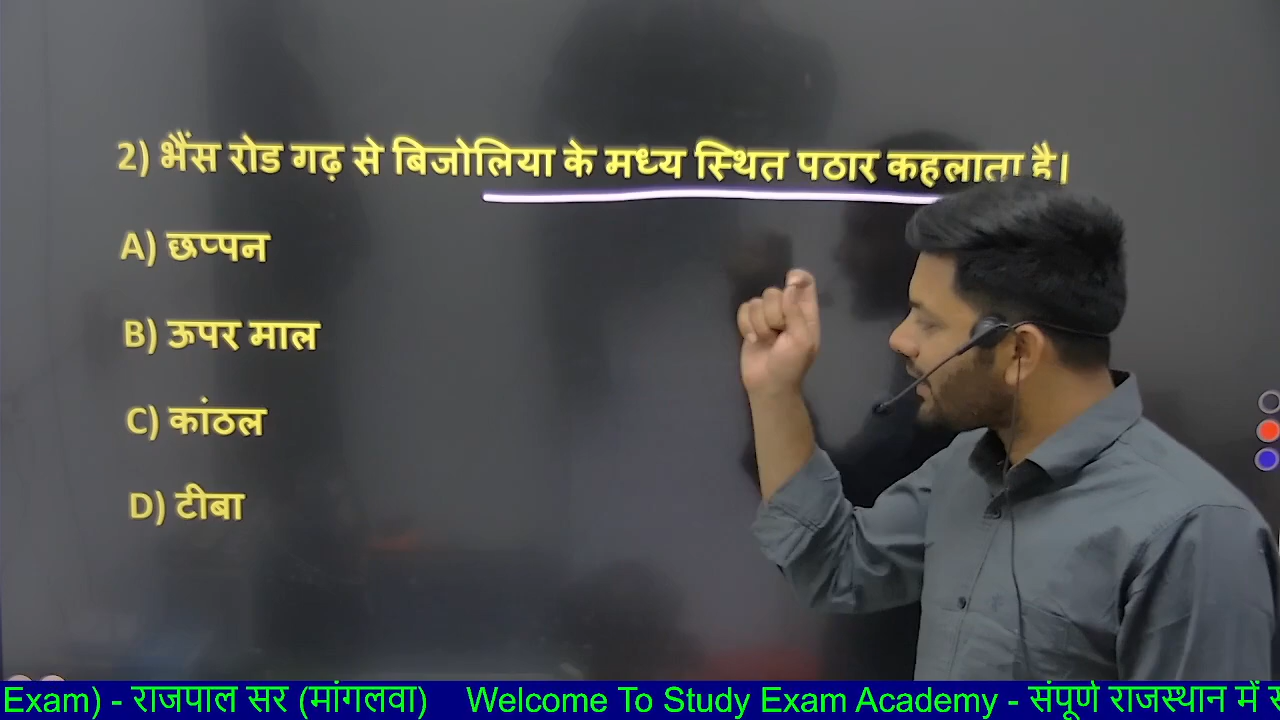 2) भैंस रोड गढ़ से बिजोलिया के मध्य स्थित पठार कहलाता है।
A) छप्पन
B) ऊपर माल
C) कांठल
D) टीबा
Exam) - राजपाल सर (मांगलवा) Welcome To Study Exam Academy - संपूर्ण राजस्थान में